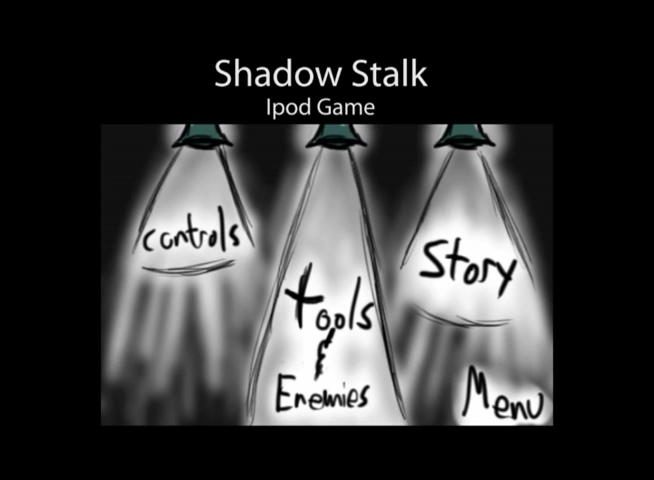 Shadow Stalk
Ipod Game
controls
Story
tools
Enemies
Menu